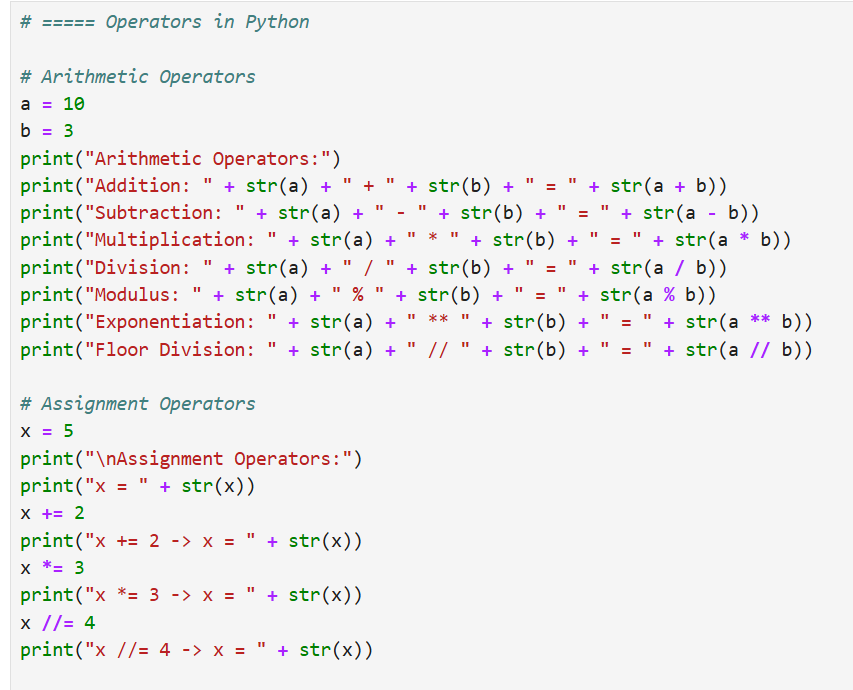 # ===== Operators in Python
# Arithmetic Operators
a = 10
b = 3
print("Arithmetic Operators:")
print("Addition: " + str(a) + " + " + str(b) + " = " + str(a + b))
print("Subtraction: " + str(a) + " - " + str(b) + " = " + str(a - b))
print("Multiplication: " + str(a) + " * " + str(b) + " = " + str(a * b))
print("Division: " + str(a) + " / " + str(b) + " = " + str(a / b))
print("Modulus: " + str(a) + " % " + str(b) + " = " + str(a % b))
print("Exponentiation: " + str(a) + " ** " + str(b) + " = " + str(a ** b))
print("Floor Division: " + str(a) + " // " + str(b) + " = " + str(a // b))
# Assignment Operators
x = 5
print("\nAssignment Operators:")
print("x = " + str(x))
x += 2
print("x += 2 -> x = " + str(x))
x *= 3
print("x *= 3 -> x = " + str(x))
x //= 4
print("x //= 4 -> x = " + str(x))